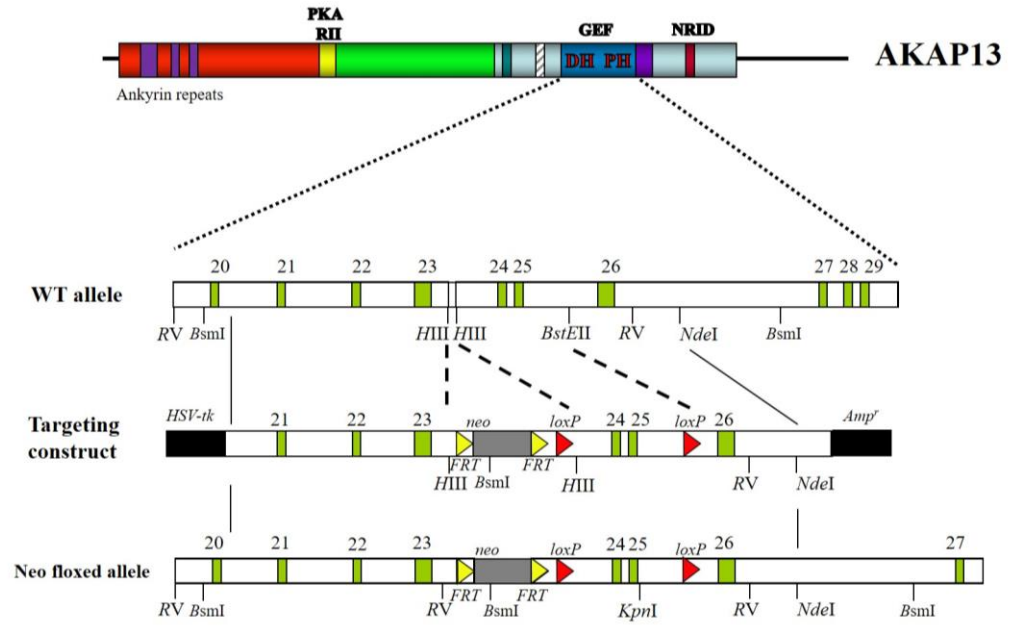 PKA
RII
GEF
NRID
DH PH
AKAP13
Ankyrin repeats
20 21 22 23 24 25 26 27 28 29
WT allele
RV BsmI HIII HIII BstEII RV NdeI BsmI
HSV-tk 21 22 23 neo loxP 24 25 loxP 26 Ampr
Targeting
construct
FRT FRT
HIII BsmI HIII RV NdeI
20 21 22 23 neo loxP 24 25 loxP 26 27
Neo floxed allele
FRT FRT
RV BsmI RV BsmI KpnI RV NdeI BsmI